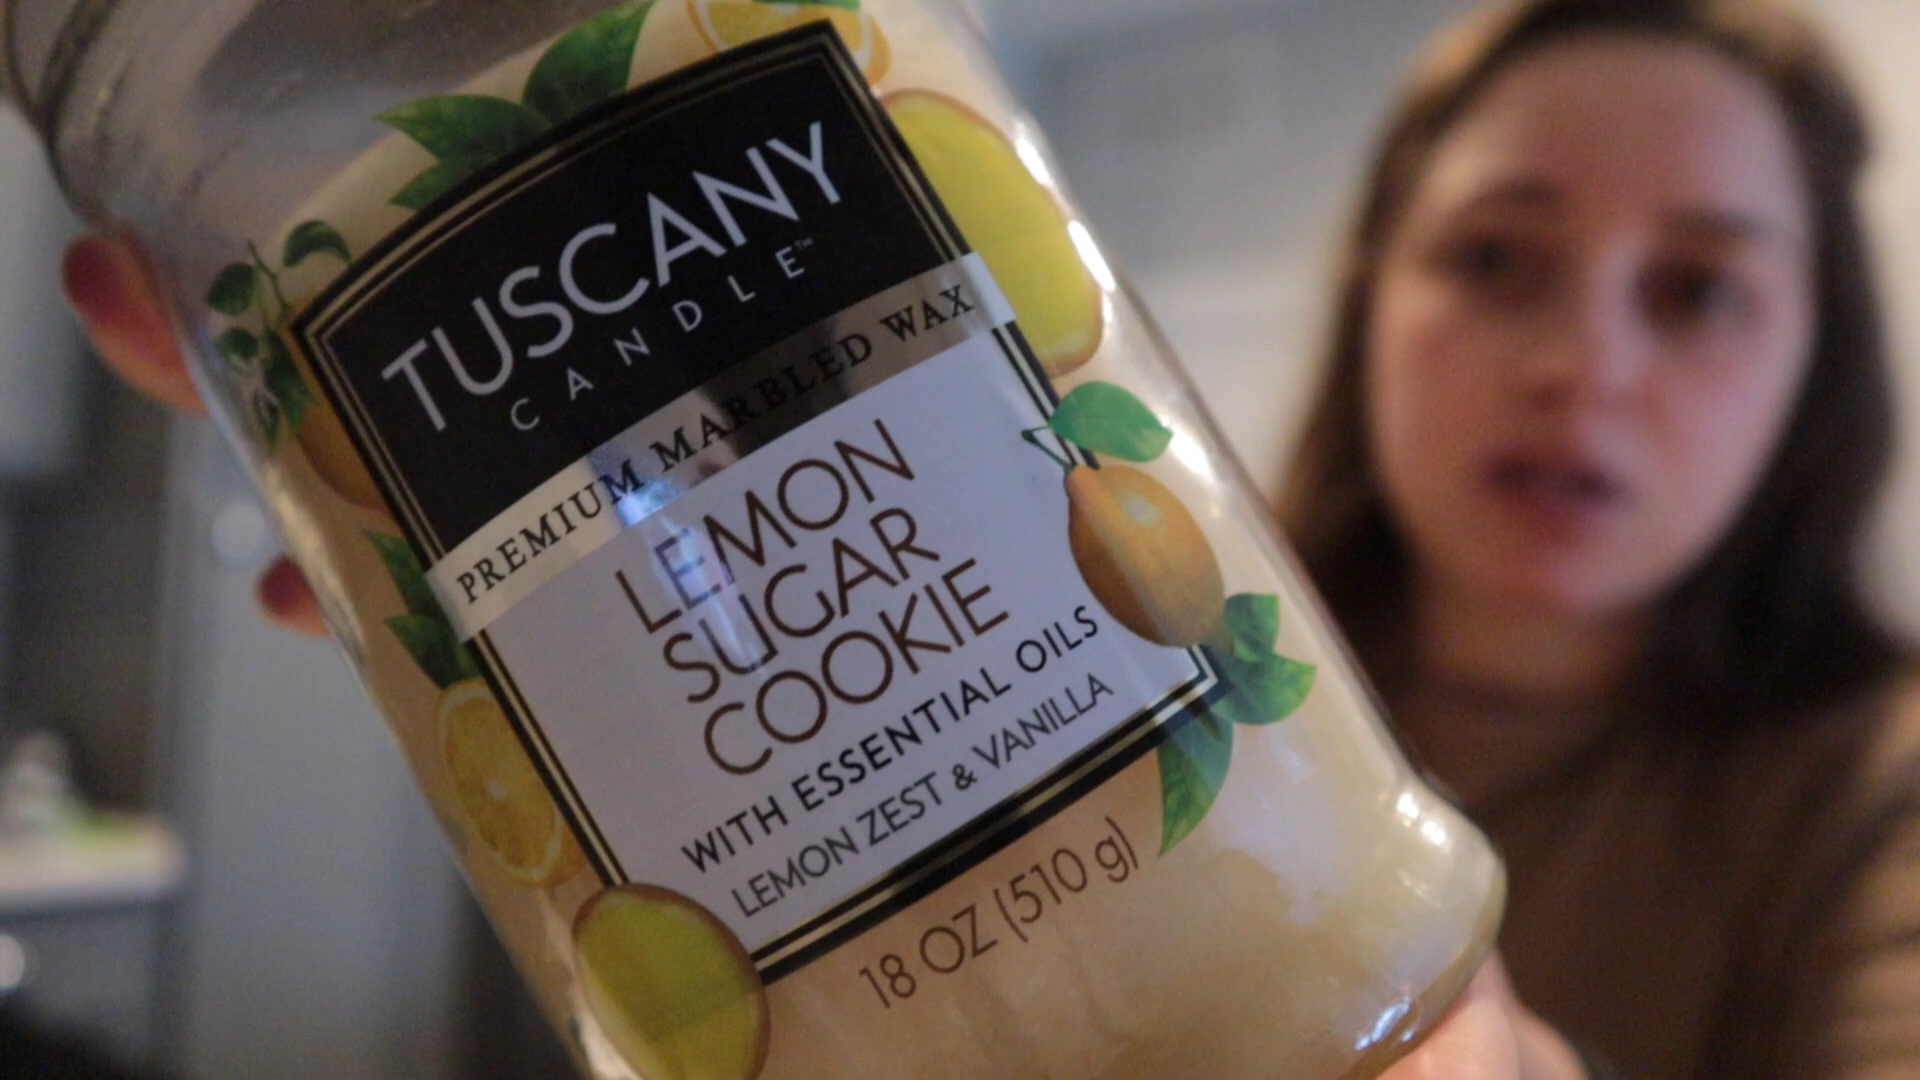 TUSCANY
CANDLE™
PREMIUM MARBLED WAX
LEMON
SUGAR
COOKIE
WITH ESSENTIAL OILS
LEMON ZEST & VANILLA
18 OZ (510 g)